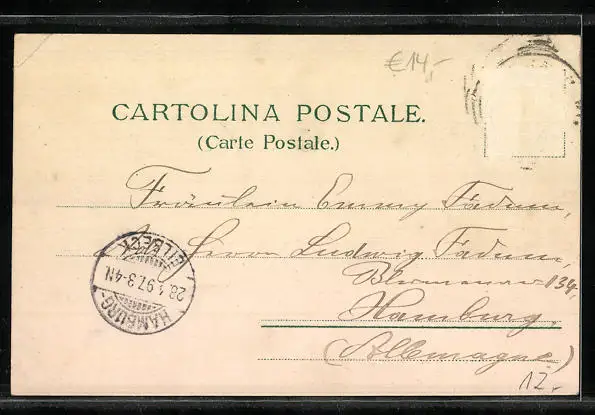 €14,-
CARTOLINA POSTALE.
(Carte Postale.)
Fräulein Emmy Fadum,
Herrn Ludwig Fadum,
134,
Hamburg,
(Allemagne)
HAMBURG
28.1.97.3-4N
EILBECK
12.-